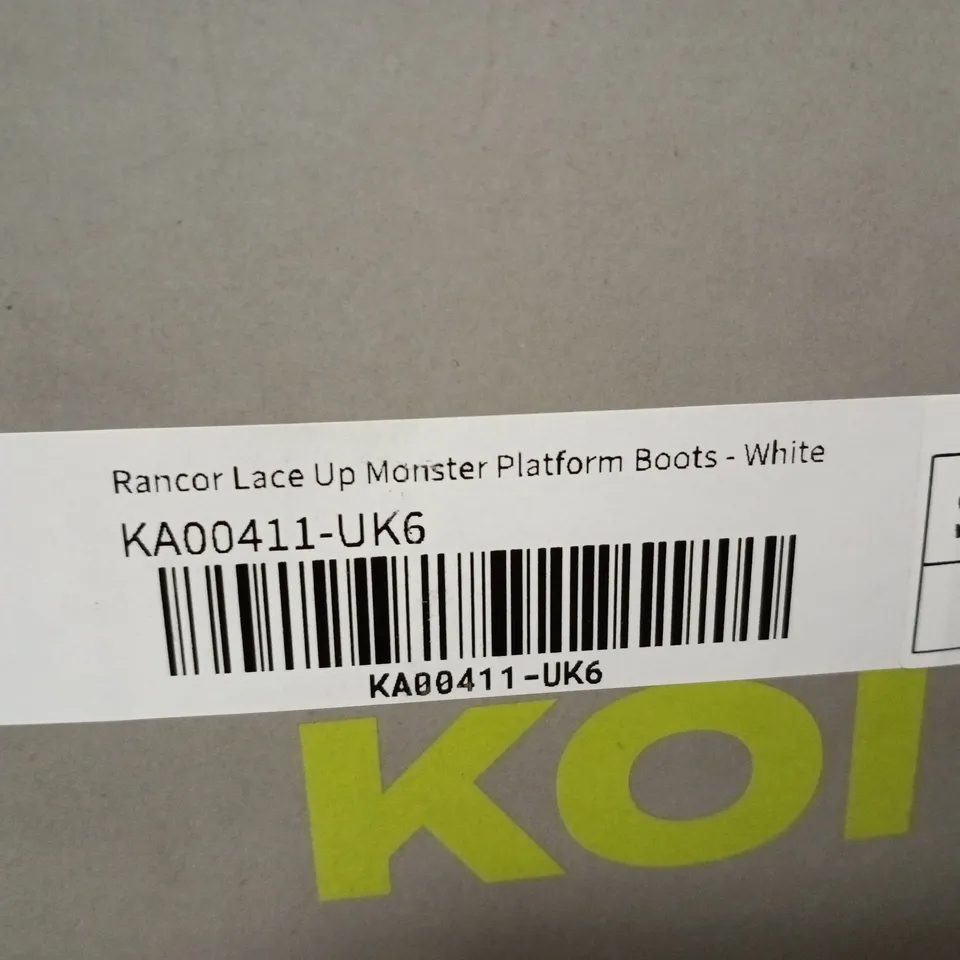 Rancor Lace Up Monster Platform Boots - White
KA00411-UK6
KA00411-UK6
KOI